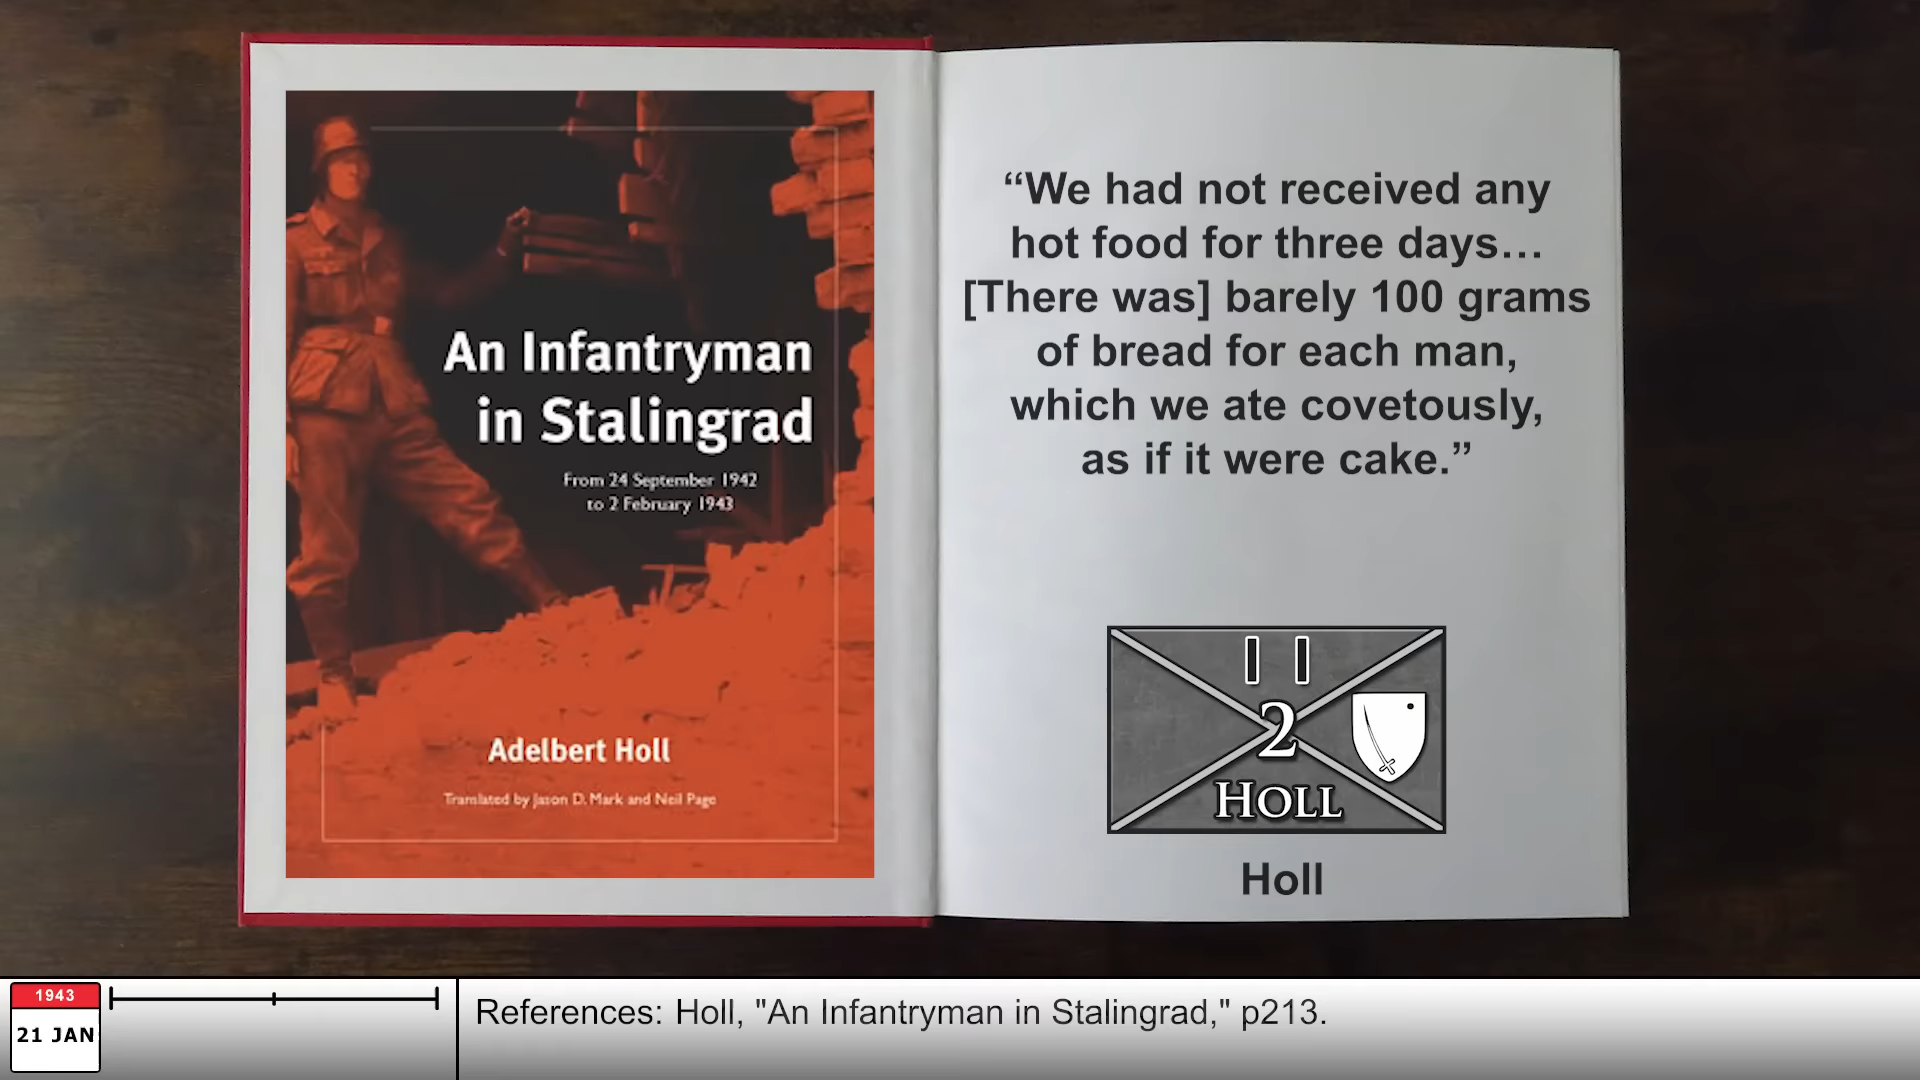 An Infantryman
in Stalingrad
From 24 September 1942
to 2 February 1943
Adelbert Holl
Translated by Jason D. Mark and Neil Page
“We had not received any
hot food for three days…
[There was] barely 100 grams
of bread for each man,
which we ate covetously,
as if it were cake.”
2
HOLL
Holl
1943
21 JAN
References: Holl, "An Infantryman in Stalingrad," p213.